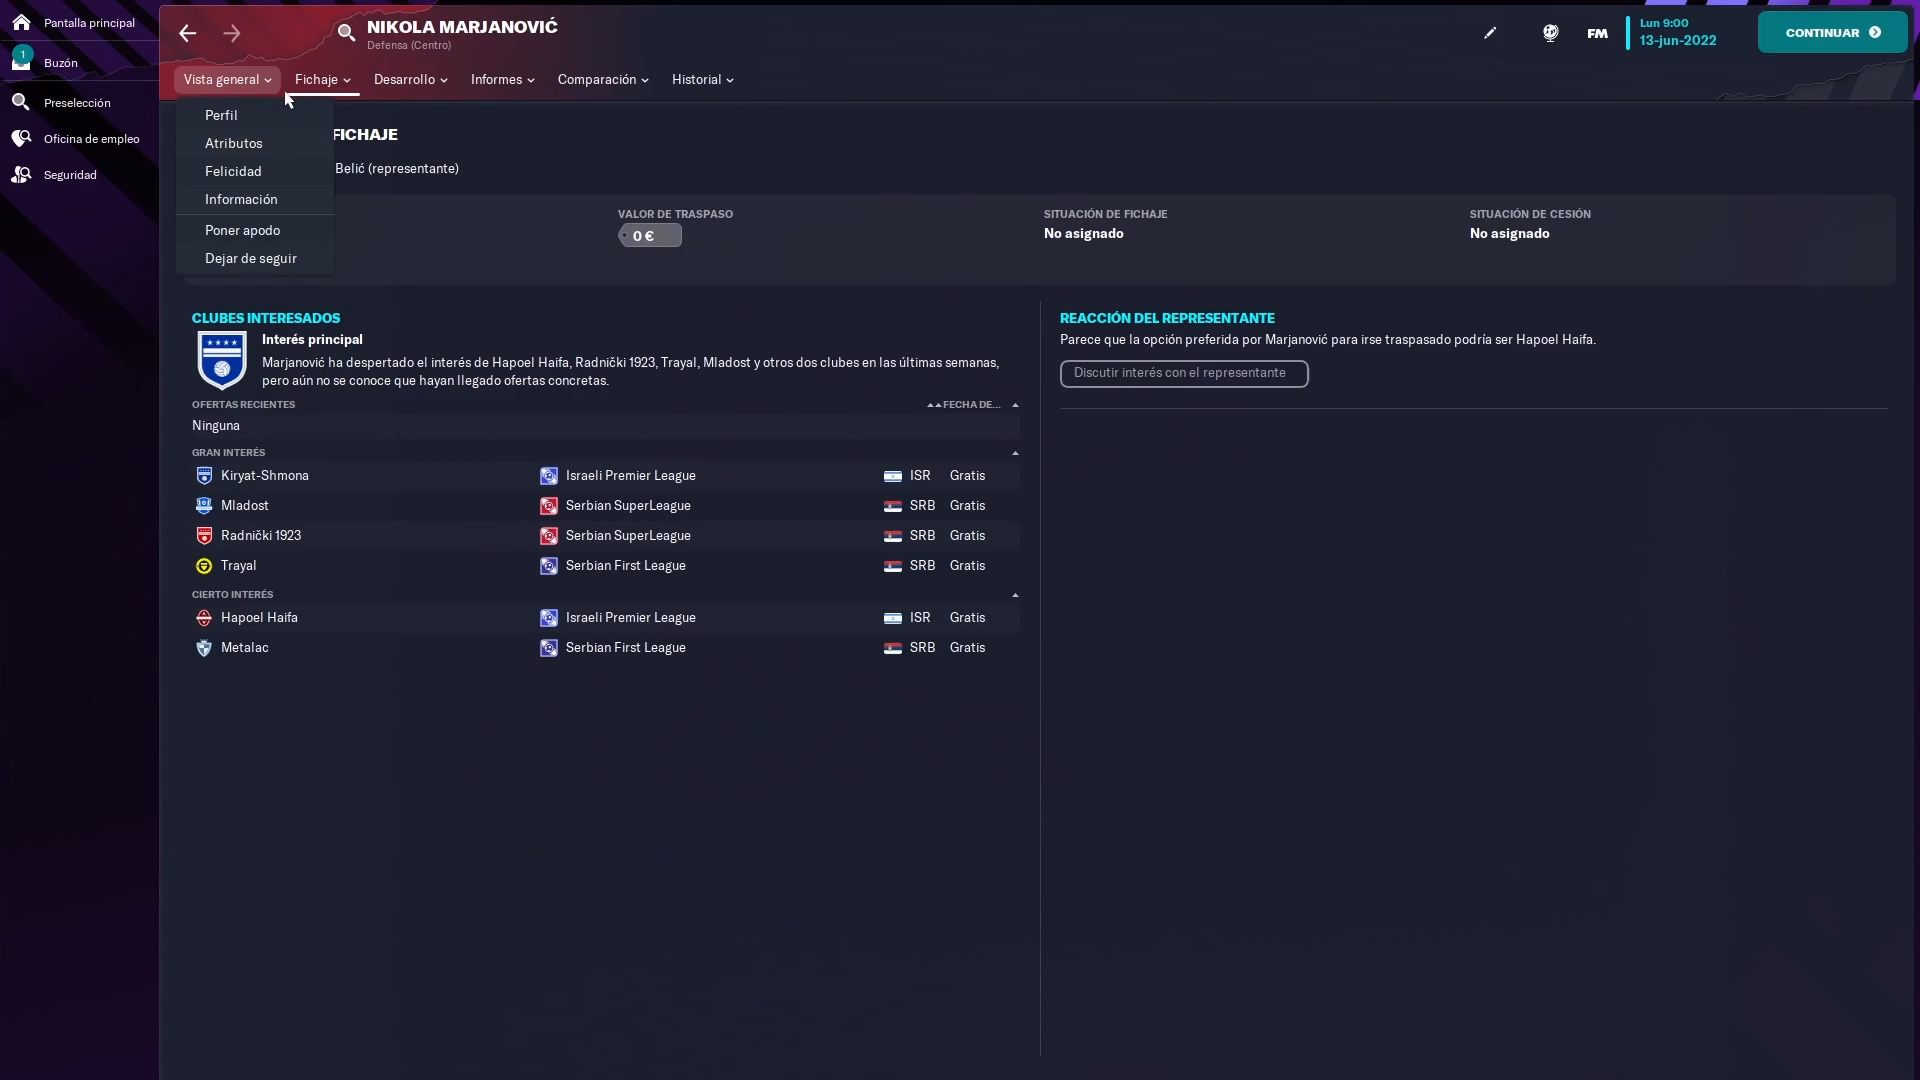 Pantalla principal
1
Buzón
Preselección
Oficina de empleo
Seguridad
NIKOLA MARJANOVIĆ
Defensa (Centro)
FM
Lun 9:00
13-jun-2022
CONTINUAR
Vista general
Fichaje
Desarrollo
Informes
Comparación
Historial
Perfil
Atributos
Felicidad
Información
Poner apodo
Dejar de seguir
FICHAJE
Belić (representante)
VALOR DE TRASPASO
0 €
SITUACIÓN DE FICHAJE
No asignado
SITUACIÓN DE CESIÓN
No asignado
CLUBES INTERESADOS
Interés principal
Marjanović ha despertado el interés de Hapoel Haifa, Radnički 1923, Trayal, Mladost y otros dos clubes en las últimas semanas,
pero aún no se conoce que hayan llegado ofertas concretas.
OFERTAS RECIENTES FECHA DE...
Ninguna
GRAN INTERÉS
Kiryat-Shmona Israeli Premier League ISR Gratis
Mladost Serbian SuperLeague SRB Gratis
Radnički 1923 Serbian SuperLeague SRB Gratis
Trayal Serbian First League SRB Gratis
CIERTO INTERÉS
Hapoel Haifa Israeli Premier League ISR Gratis
Metalac Serbian First League SRB Gratis
REACCIÓN DEL REPRESENTANTE
Parece que la opción preferida por Marjanović para irse traspasado podría ser Hapoel Haifa.
Discutir interés con el representante